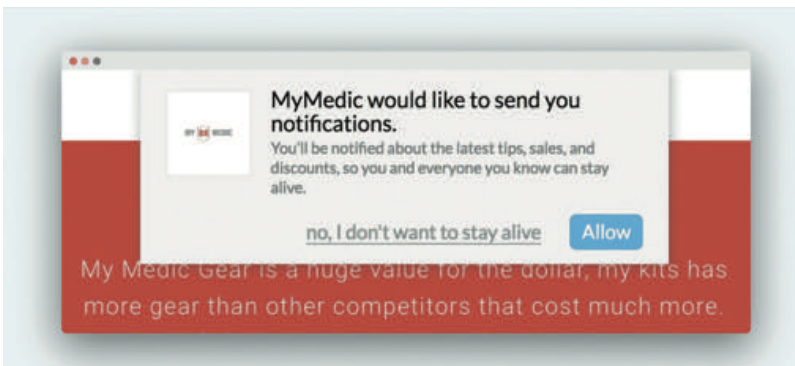 MyMedic would like to send you
notifications.
MY MEDIC
You'll be notified about the latest tips, sales, and
discounts, so you and everyone you know can stay
alive.
no, I don't want to stay alive
Allow
My Medic Gear is a huge value for the dollar, my kits has
more gear than other competitors that cost much more.